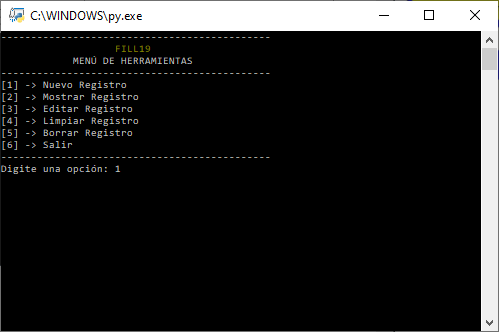 C:\WINDOWS\py.exe
---------------------------------------------
FILL19
MENÚ DE HERRAMIENTAS
---------------------------------------------
[1] -> Nuevo Registro
[2] -> Mostrar Registro
[3] -> Editar Registro
[4] -> Limpiar Registro
[5] -> Borrar Registro
[6] -> Salir
---------------------------------------------
Digite una opción: 1